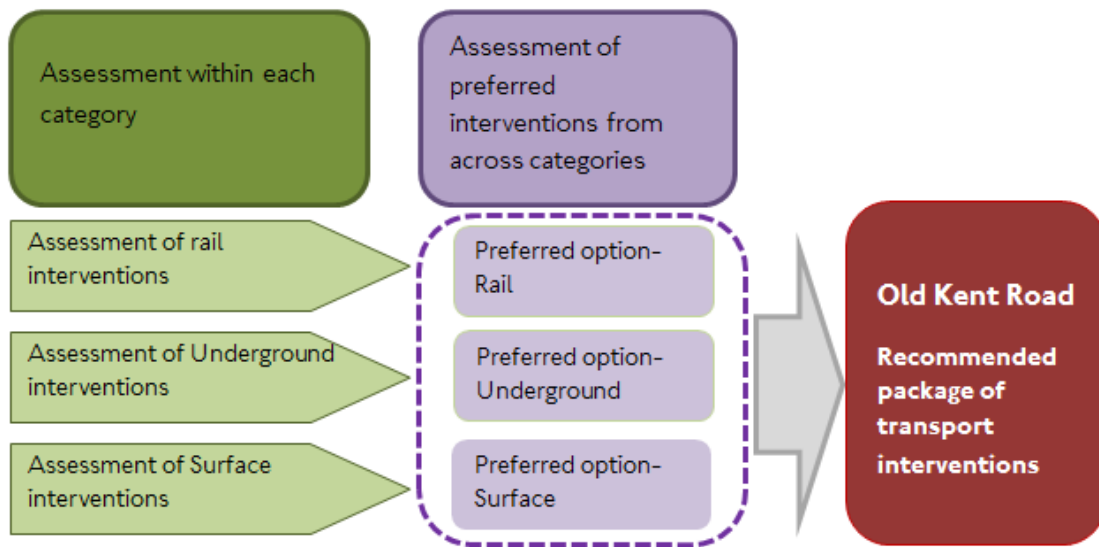 Assessment within each
category
Assessment of
preferred
interventions from
across categories
Assessment of rail
interventions
Preferred option-
Rail
Assessment of Underground
interventions
Preferred option-
Underground
Assessment of Surface
interventions
Preferred option-
Surface
Old Kent Road
Recommended
package of
transport
interventions